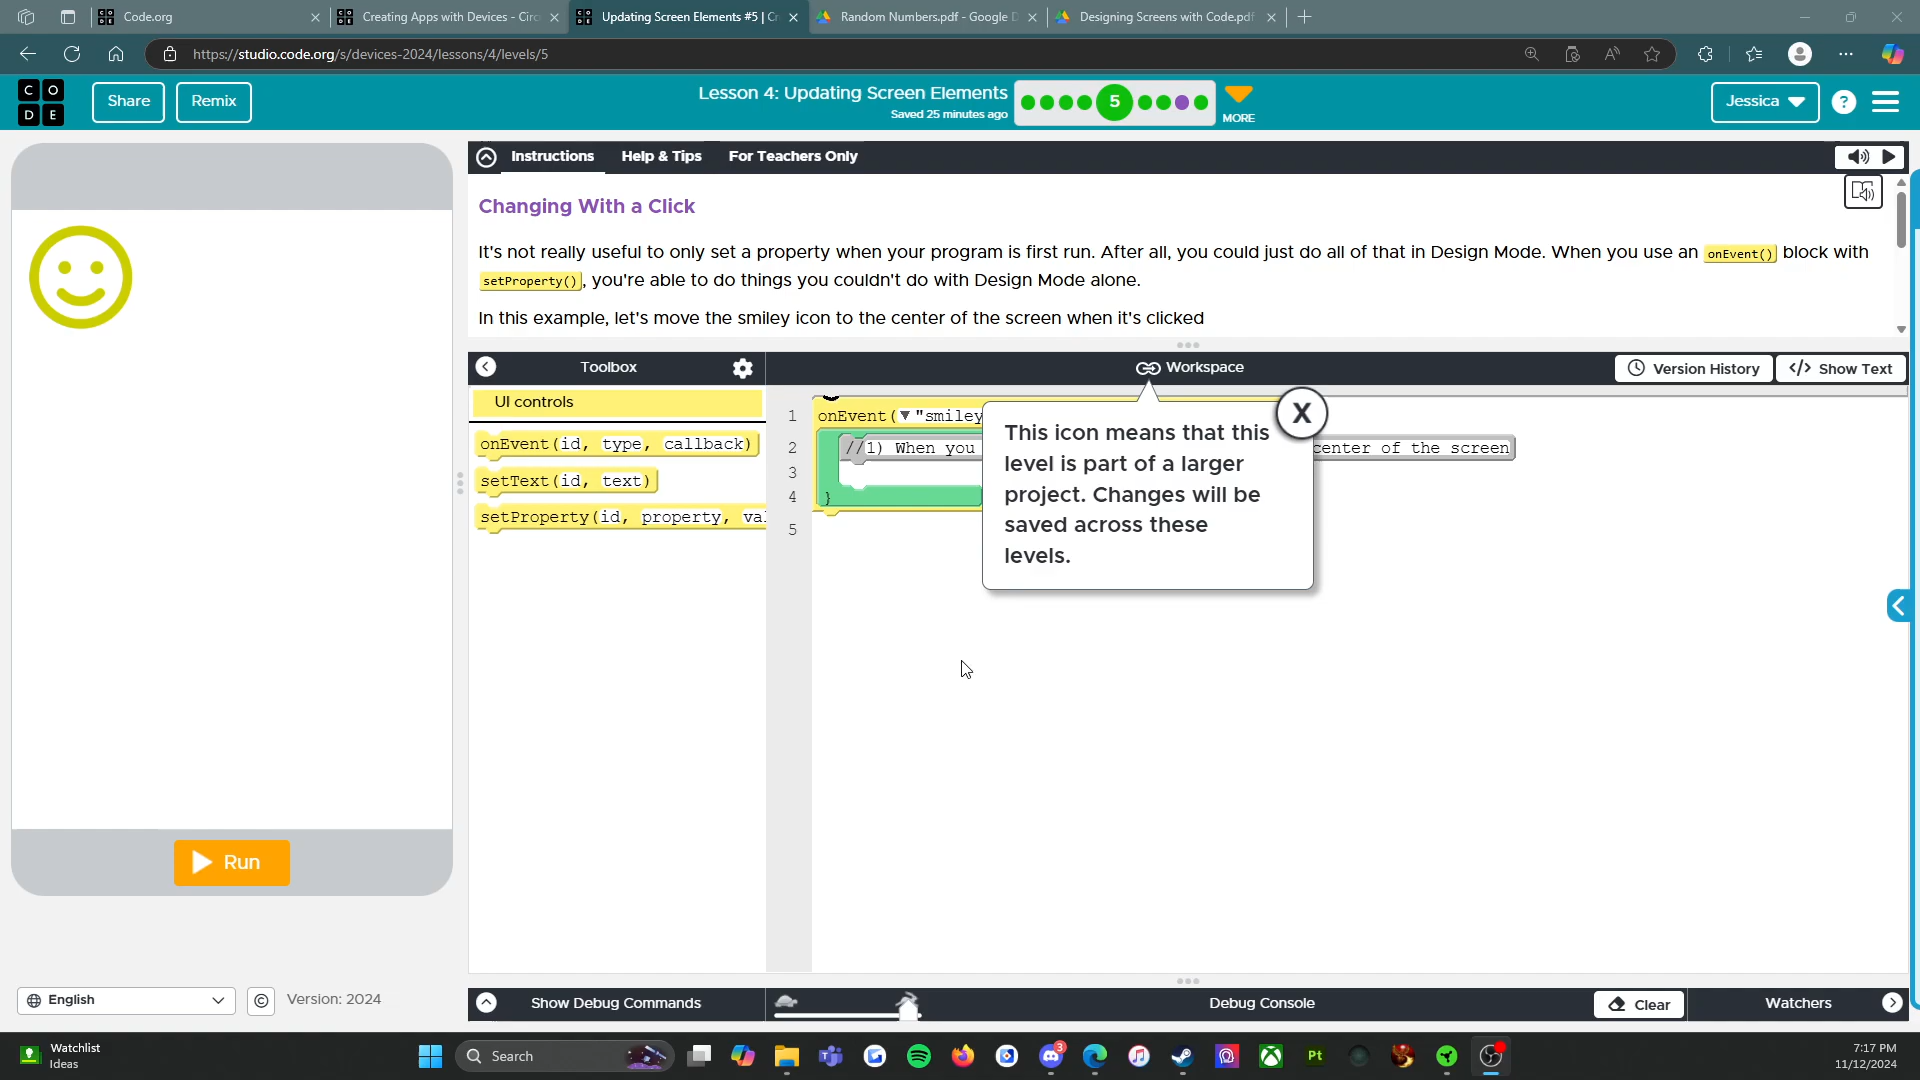 Code.org
Creating Apps with Devices - Circ
Updating Screen Elements #5 | Cr
Random Numbers.pdf - Google D
Designing Screens with Code.pdf
https://studio.code.org/s/devices-2024/lessons/4/levels/5
C O
D E
Share
Remix
Lesson 4: Updating Screen Elements
Saved 25 minutes ago
5
MORE
Jessica
?
Instructions
Help & Tips
For Teachers Only
Changing With a Click
It's not really useful to only set a property when your program is first run. After all, you could just do all of that in Design Mode. When you use an onEvent() block with
setProperty(), you're able to do things you couldn't do with Design Mode alone.
In this example, let's move the smiley icon to the center of the screen when it's clicked
Toolbox
Workspace
Version History
</> Show Text
UI controls
onEvent(id, type, callback)
setText(id, text)
setProperty(id, property, val
1 onEvent( ▼ "smiley
2 //1) When you center of the screen
3
4 }
5
X
This icon means that this
level is part of a larger
project. Changes will be
saved across these
levels.
Run
English
©
Version: 2024
Show Debug Commands
Debug Console
Clear
Watchers
Watchlist
Ideas
Search
3
Pt
7:17 PM
11/12/2024